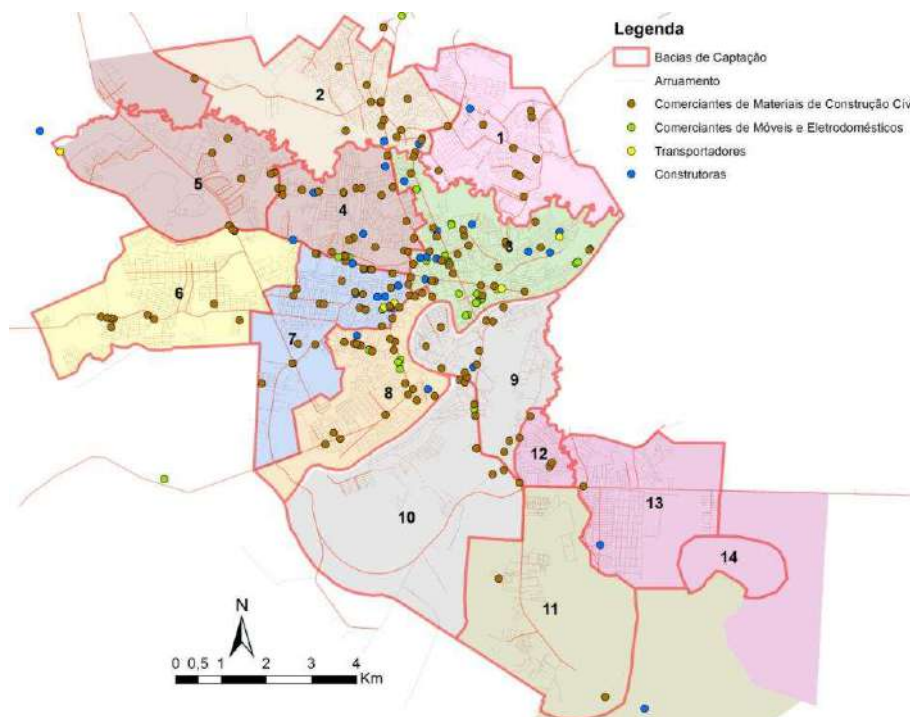 Legenda
Bacias de Captação
Arruamento
Comerciantes de Materiais de Construção Cív
Comerciantes de Móveis e Eletrodomésticos
Transportadores
Construtoras
2
1
5
4
3
6
7
8
9
12
13
10
14
11
N
0 0,5 1 2 3 4
Km